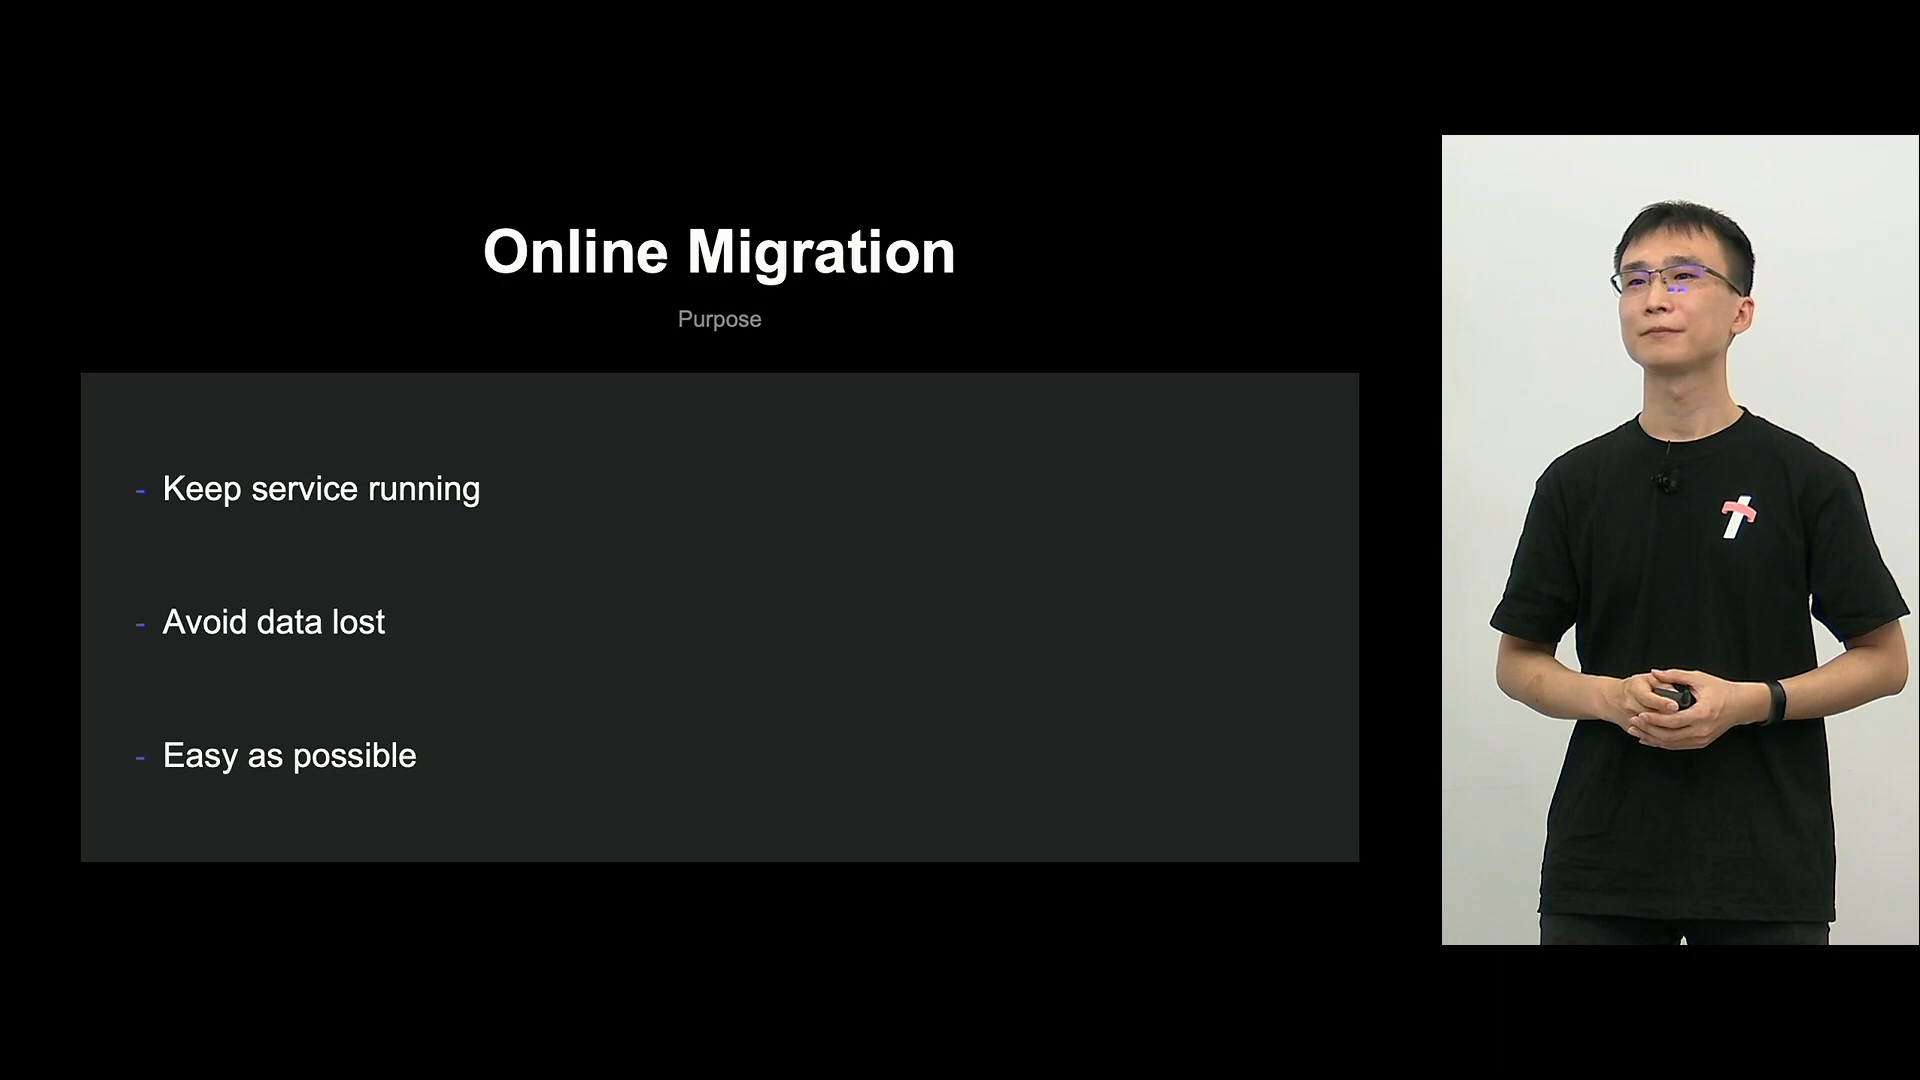 Online Migration
Purpose
- Keep service running
- Avoid data lost
- Easy as possible